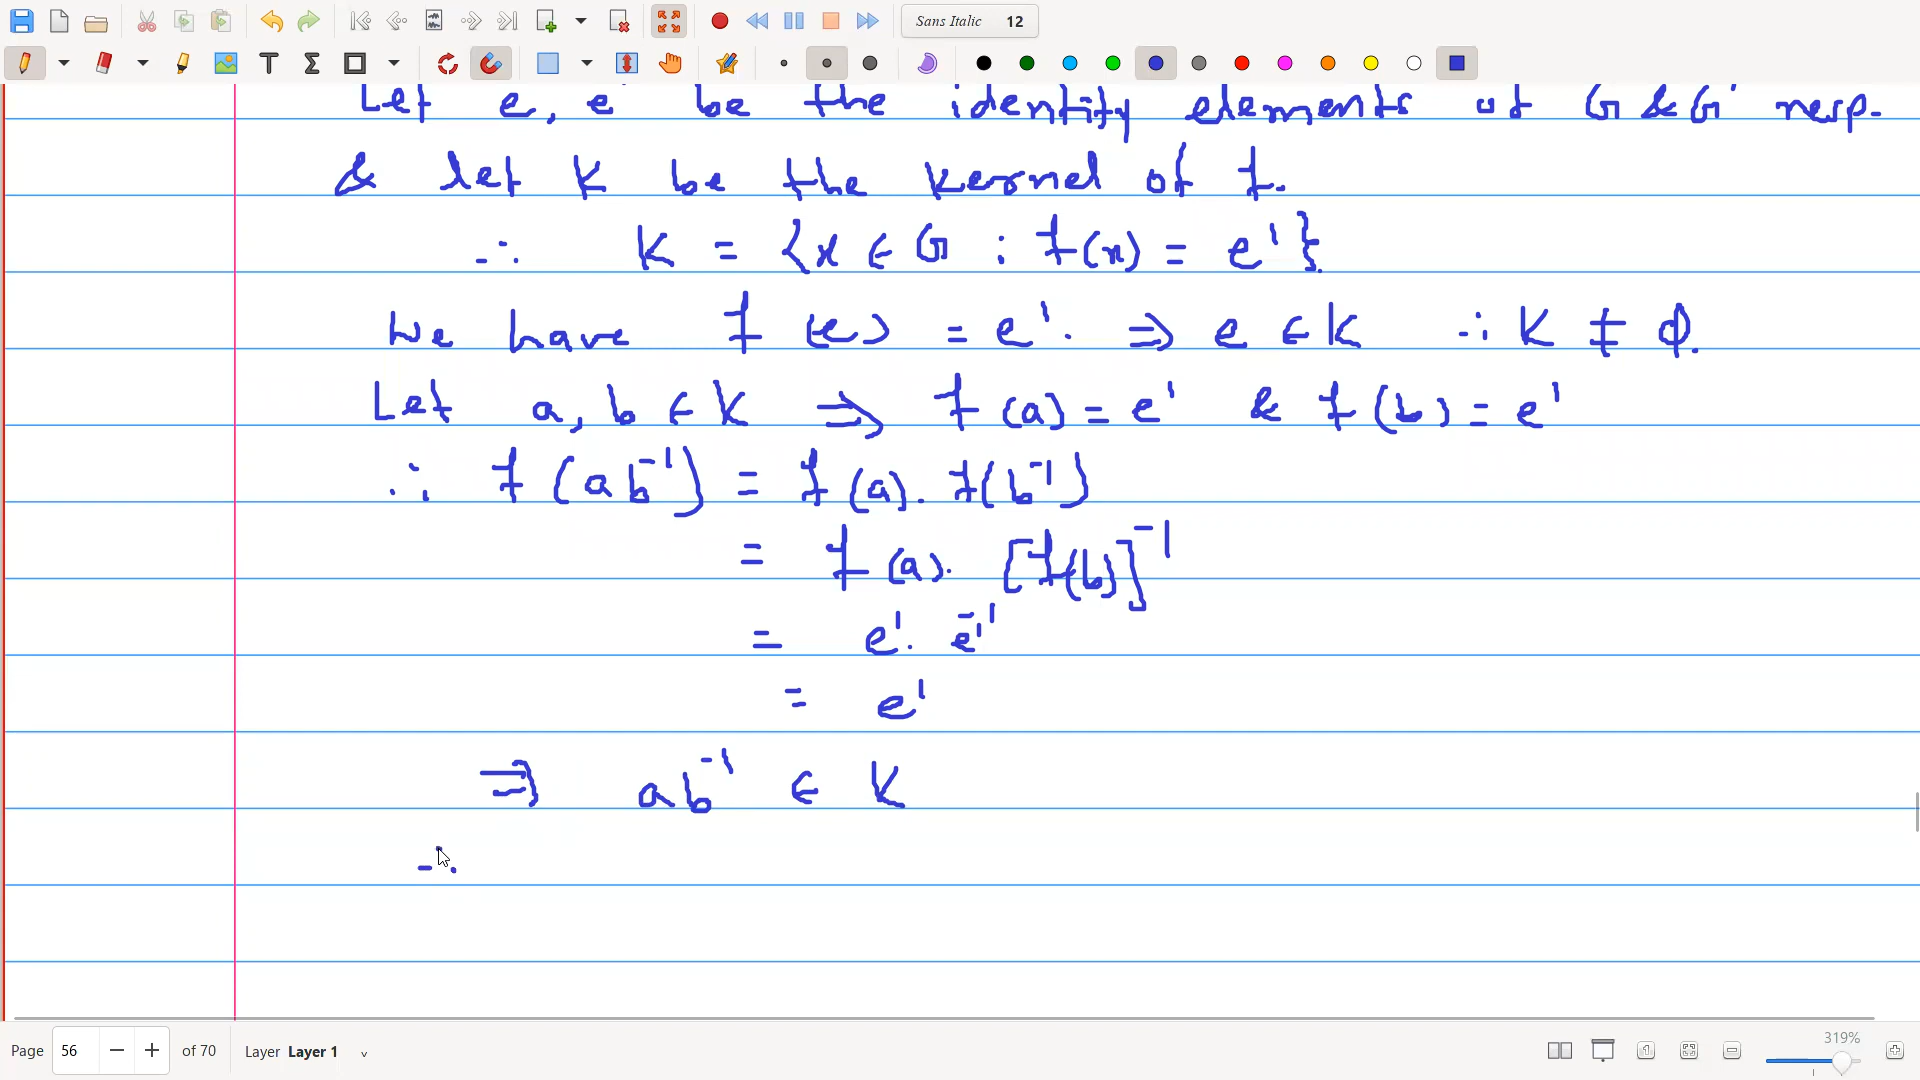 Sans Italic 12
Let e, e' be the identity elements of G & G' resp.
& let K be the kernel of f.
∴ K = {x ∈ G : f(x) = e'}.
We have f(e) = e'. ⇒ e ∈ K ∴ K ≠ ϕ.
Let a, b ∈ K ⇒ f(a) = e' & f(b) = e'
∴ f(ab⁻¹) = f(a). f(b⁻¹)
= f(a). [f(b)]⁻¹
= e'. e'⁻¹
= e'
⇒ ab⁻¹ ∈ K
∴
Page 56 of 70 Layer Layer 1 319%